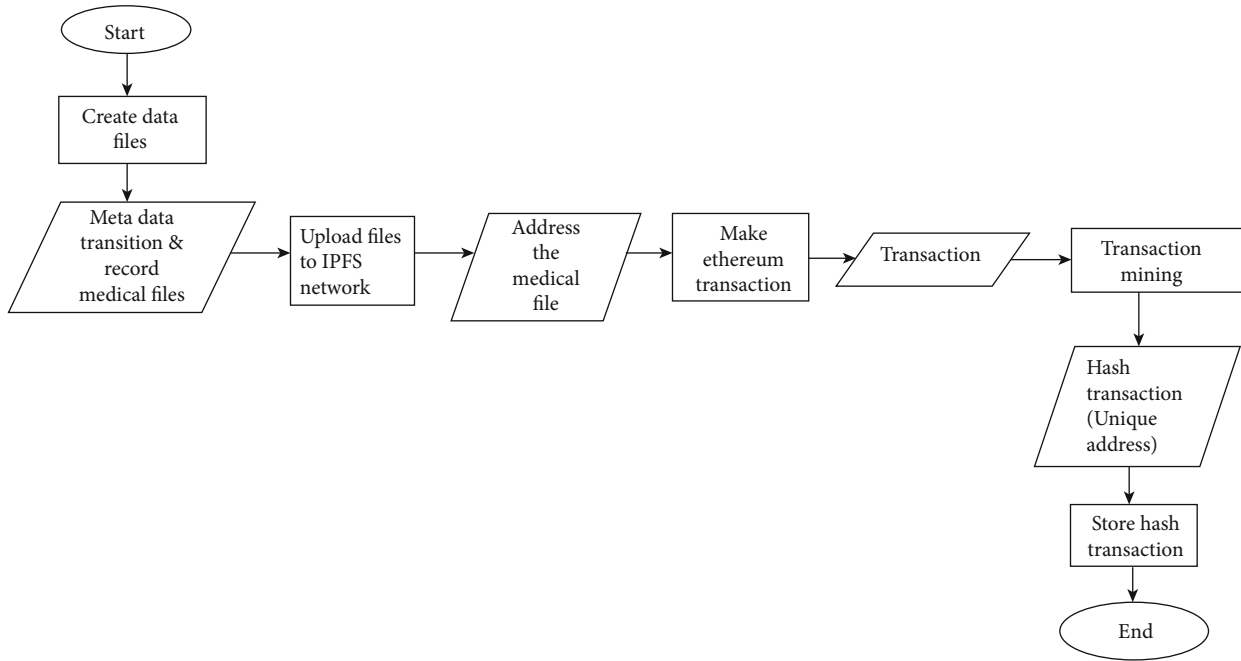 Start
Create data
files
Meta data
transition &
record
medical files
Upload files
to IPFS
network
Address
the
medical
file
Make
ethereum
transaction
Transaction
Transaction
mining
Hash
transaction
(Unique
address)
Store hash
transaction
End